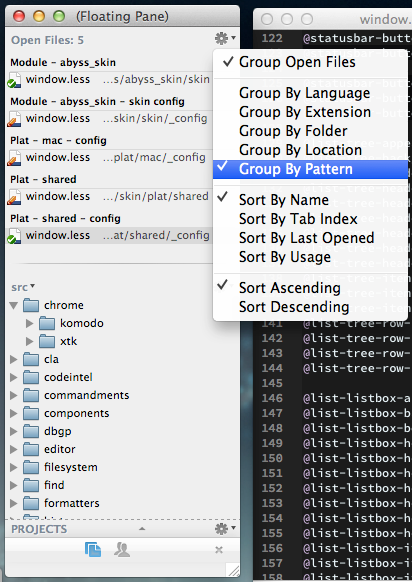 (Floating Pane)
Open Files: 5
Module - abyss_skin
window.less ...s/abyss_skin/skin
Module - abyss_skin - skin config
window.less ...skin/skin/_config
Plat - mac - config
window.less ...plat/mac/_config
Plat - shared
window.less .../skin/plat/shared
Plat - shared - config
window.less ...at/shared/_config
src
chrome
komodo
xtk
cla
codeintel
commandments
components
dbgp
editor
filesystem
find
formatters
PROJECTS
Group Open Files
Group By Language
Group By Extension
Group By Folder
Group By Location
Group By Pattern
Sort By Name
Sort By Tab Index
Sort By Last Opened
Sort By Usage
Sort Ascending
Sort Descending
window.
122 @statusbar-butt
141 @list-tree-row-
142 @list-tree-row-
143 @list-tree-row-
144 @list-tree-row-
145
146 @list-listbox-a
147 @list-listbox-b
148 @list-listbox-b
149 @list-listbox-h
150 @list-listbox-h
151 @list-listbox-h
152 @list-listbox-h
153 @list-listbox-h
154 @list-listbox-h
155 @list-listbox-h
156 @list-listbox-i
157 @list-listbox-i
158 @list-listbox-i